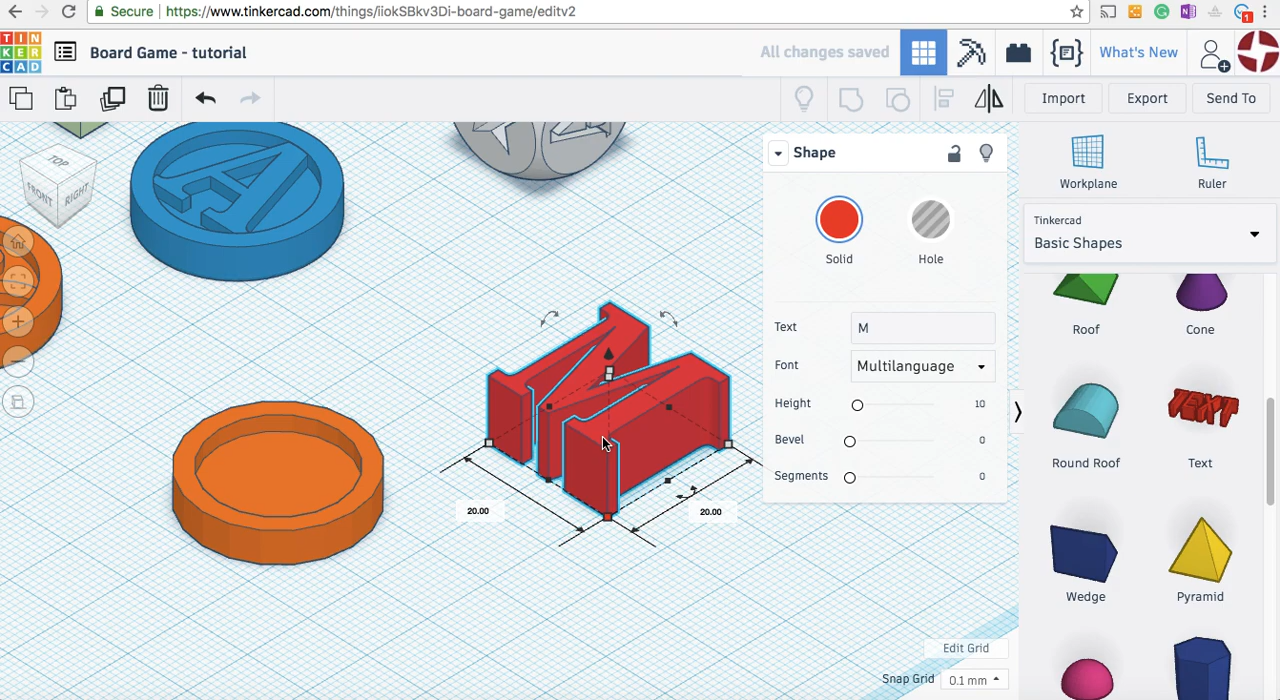 Secure https://www.tinkercad.com/things/iiokSBkv3Di-board-game/editv2
1
TIN
KER
CAD
Board Game - tutorial
All changes saved
What's New
Import
Export
Send To
TOP
FRONT
RIGHT
A
M
Shape
Solid
Hole
Text
M
Font
Multilanguage
Height
10
Bevel
0
Segments
0
20.00
20.00
Workplane
Ruler
Tinkercad
Basic Shapes
Roof
Cone
TEXT
Round Roof
Text
Wedge
Pyramid
Edit Grid
Snap Grid
0.1 mm